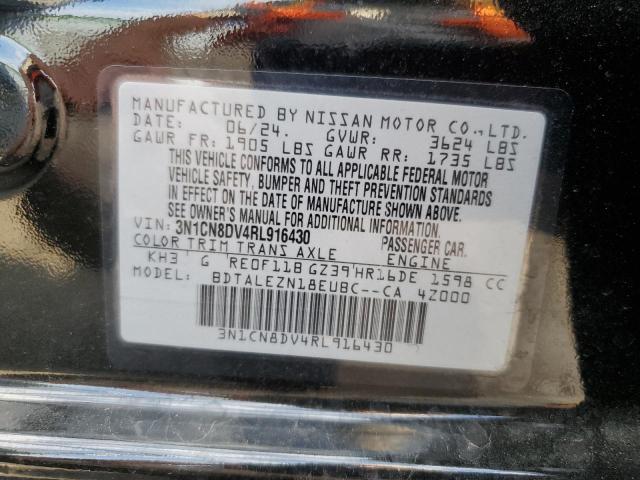 MANUFACTURED BY NISSAN MOTOR CO.,LTD.
DATE: 06/24. GVWR: 3624 LBS
GAWR FR: 1905 LBS GAWR RR: 1735 LBS
THIS VEHICLE CONFORMS TO ALL APPLICABLE FEDERAL MOTOR
VEHICLE SAFETY, BUMPER AND THEFT PREVENTION STANDARDS
IN EFFECT ON THE DATE OF MANUFACTURE SHOWN ABOVE.
SEE OWNER'S MANUAL FOR ADDITIONAL INFORMATION.
VIN: 3N1CN8DV4RL916430 PASSENGER CAR.
COLOR TRIM TRANS AXLE ENGINE
KH3 G RE0F11B GZ39 HR16DE 1598 CC
MODEL: BDTALEZN18EUBC--CA 4Z000
3N1CN8DV4RL916430